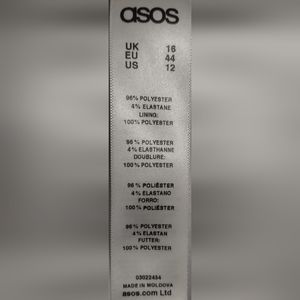 asos
UK 16
EU 44
US 12
96% POLYESTER
4% ELASTANE
LINING:
100% POLYESTER
96% POLYESTER
4% ELASTHANNE
DOUBLURE:
100% POLYESTER
96% POLIÉSTER
4% ELASTANO
FORRO:
100% POLIÉSTER
96% POLYESTER
4% ELASTAN
FUTTER:
100% POLYESTER
03022434
MADE IN MOLDOVA
asos.com Ltd